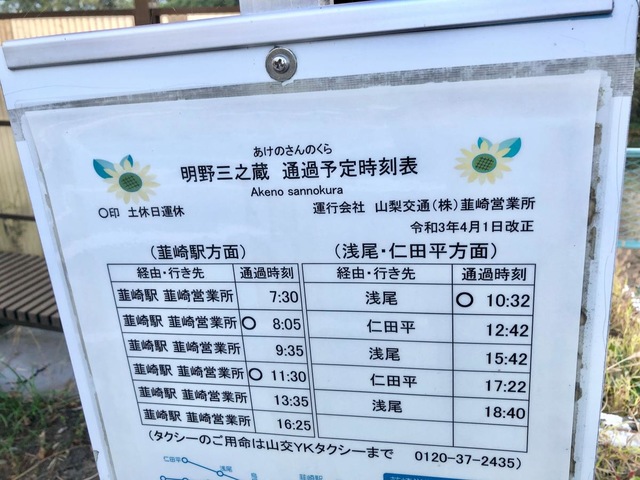 あけのさんのくら
明野三之蔵 通過予定時刻表
Akeno sannokura
〇印 土休日運休
運行会社 山梨交通(株)韮崎営業所
令和3年4月1日改正
(韮崎駅方面)
経由・行き先 通過時刻
韮崎駅 韮崎営業所 7:30
韮崎駅 韮崎営業所 〇 8:05
韮崎駅 韮崎営業所 9:35
韮崎駅 韮崎営業所 〇 11:30
韮崎駅 韮崎営業所 13:35
韮崎駅 韮崎営業所 16:25
(浅尾・仁田平方面)
経由・行き先 通過時刻
浅尾 〇 10:32
仁田平 12:42
浅尾 15:42
仁田平 17:22
浅尾 18:40
(タクシーのご用命は山交YKタクシーまで 0120-37-2435)
仁田平
浅尾
韮崎駅